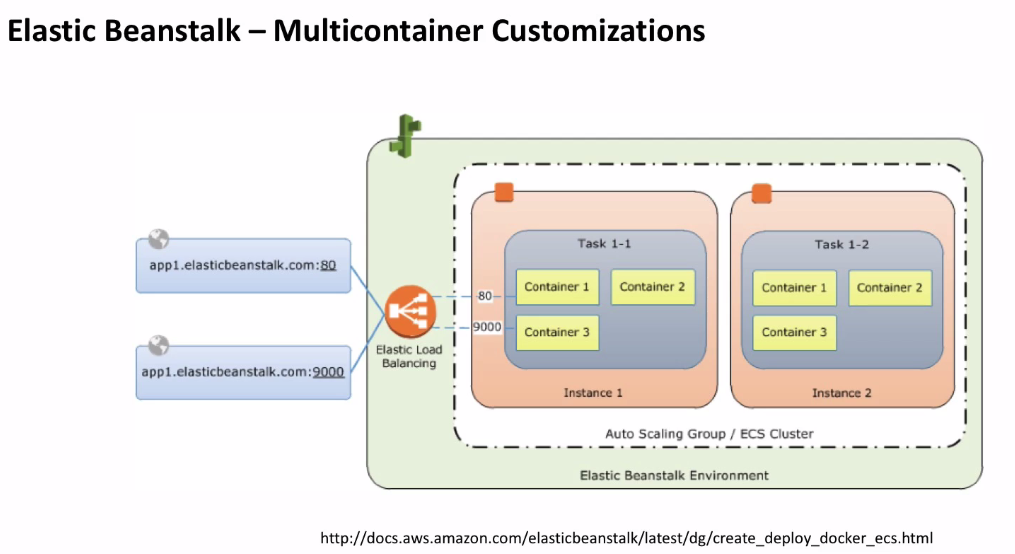 Elastic Beanstalk – Multicontainer Customizations
app1.elasticbeanstalk.com:80
app1.elasticbeanstalk.com:9000
Elastic Load
Balancing
80
9000
Task 1-1
Container 1
Container 2
Container 3
Instance 1
Task 1-2
Container 1
Container 2
Container 3
Instance 2
Auto Scaling Group / ECS Cluster
Elastic Beanstalk Environment
http://docs.aws.amazon.com/elasticbeanstalk/latest/dg/create_deploy_docker_ecs.html